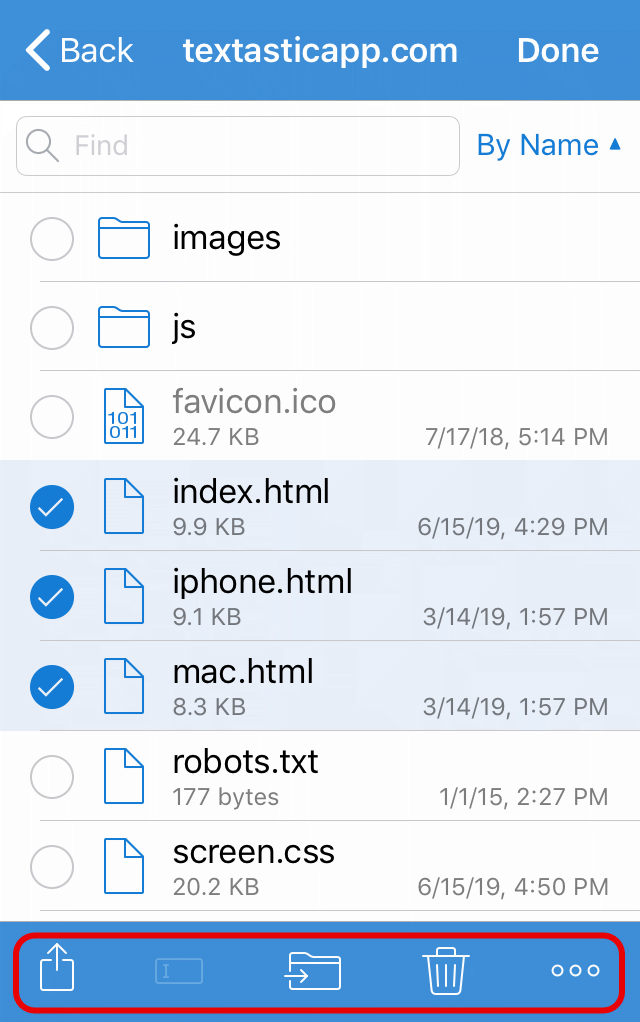 Back textasticapp.com Done
Find By Name ▲
images
js
101
011
favicon.ico
24.7 KB 7/17/18, 5:14 PM
index.html
9.9 KB 6/15/19, 4:29 PM
iphone.html
9.1 KB 3/14/19, 1:57 PM
mac.html
8.3 KB 3/14/19, 1:57 PM
robots.txt
177 bytes 1/1/15, 2:27 PM
screen.css
20.2 KB 6/15/19, 4:50 PM